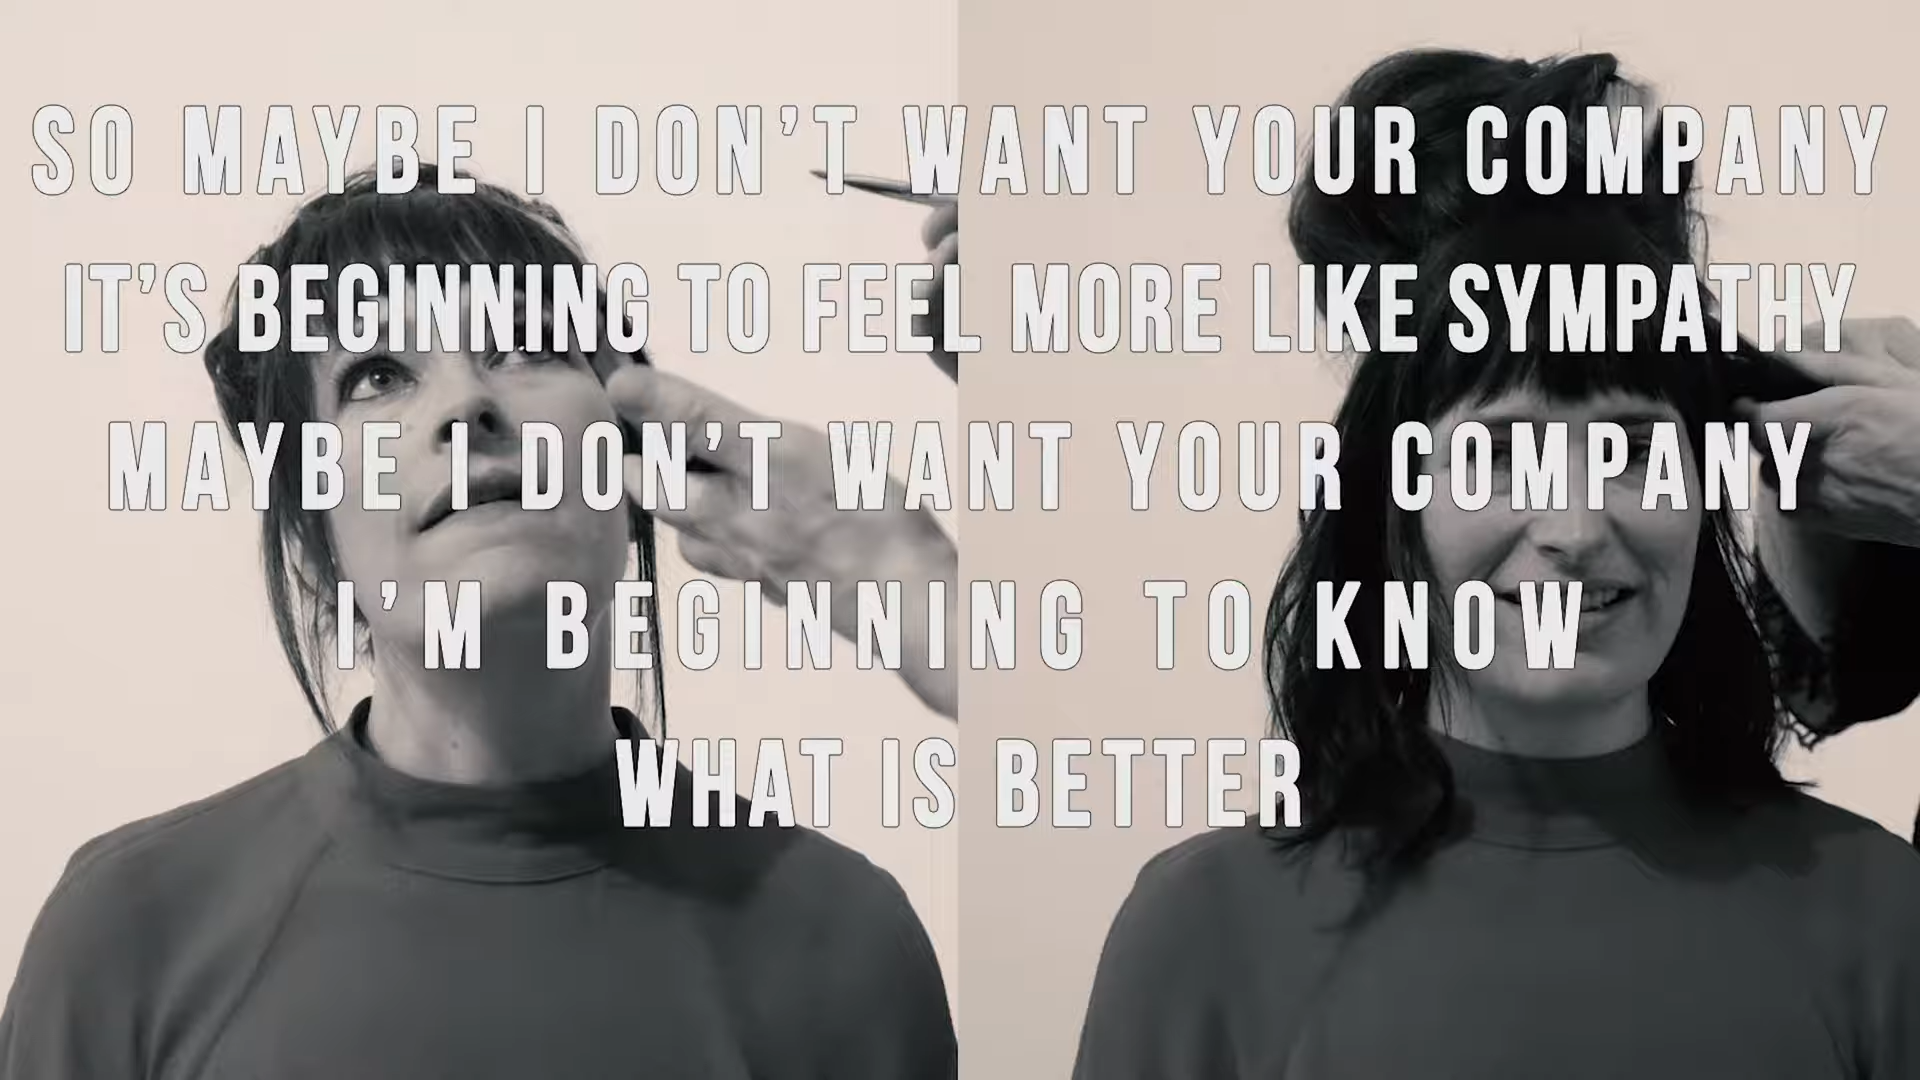 SO MAYBE I DON'T WANT YOUR COMPANY
IT'S BEGINNING TO FEEL MORE LIKE SYMPATHY
MAYBE I DON'T WANT YOUR COMPANY
I'M BEGINNING TO KNOW
WHAT IS BETTER